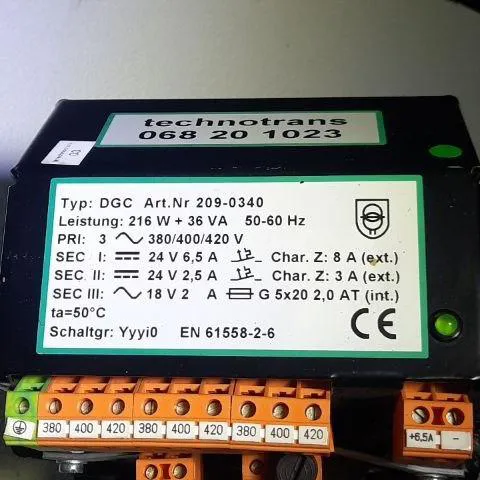 technotrans
068 20 1023
Typ: DGC Art.Nr 209-0340
Leistung: 216 W + 36 VA 50-60 Hz
PRI: 3 ~ 380/400/420 V
SEC I: ⎓ 24 V 6,5 A Char. Z: 8 A (ext.)
SEC II: ⎓ 24 V 2,5 A Char. Z: 3 A (ext.)
SEC III: ~ 18 V 2 A G 5x20 2,0 AT (int.)
ta=50°C
Schaltgr: Yyyi0 EN 61558-2-6
CE
380 400 420 380 400 420 380 400 420
+6,5A -